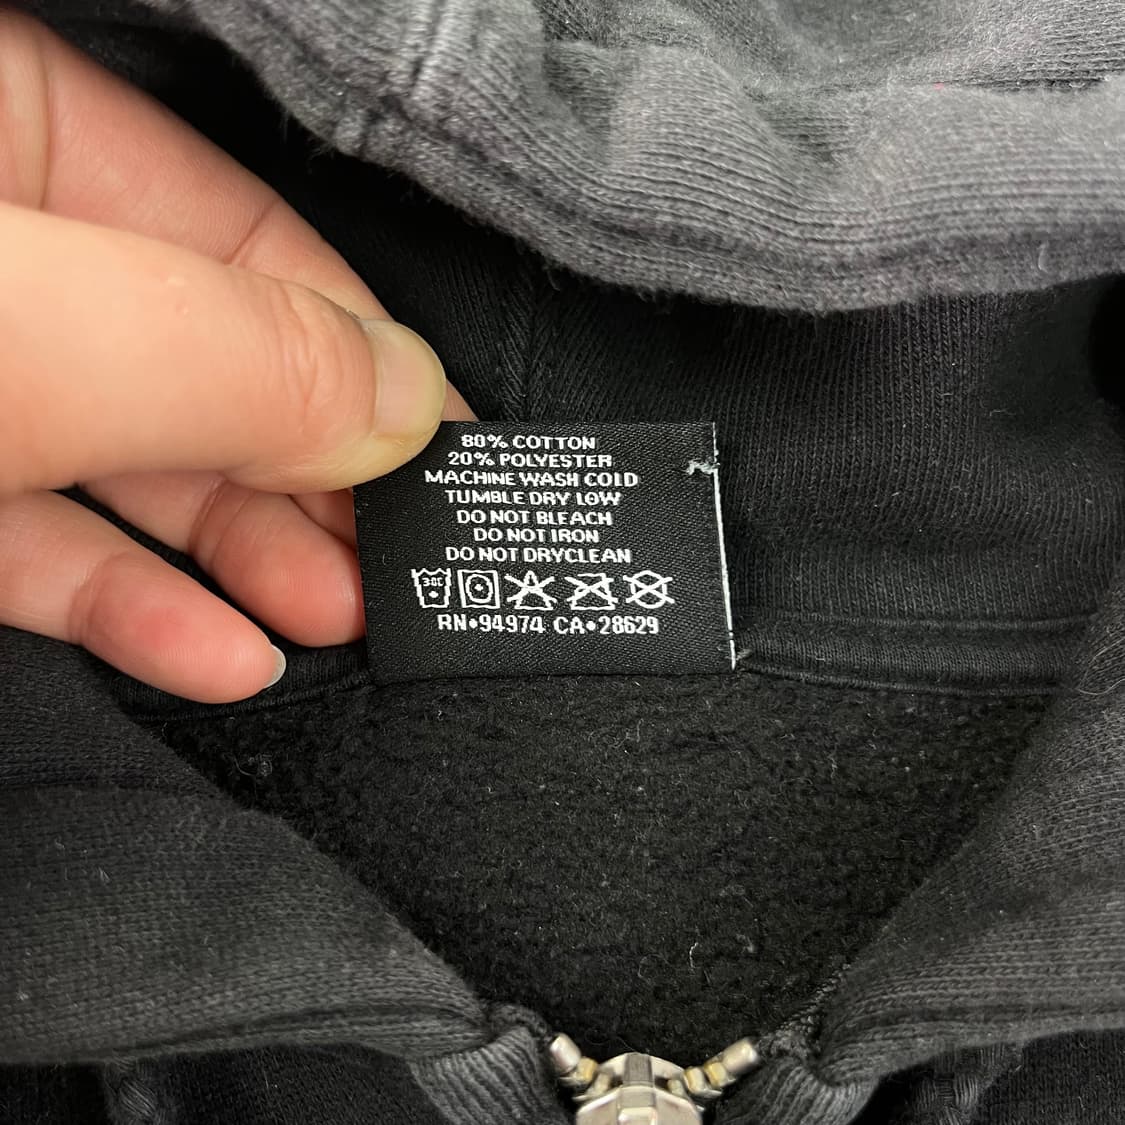 80% COTTON
20% POLYESTER
MACHINE WASH COLD
TUMBLE DRY LOW
DO NOT BLEACH
DO NOT IRON
DO NOT DRYCLEAN
30C
RN•94974 CA•28629